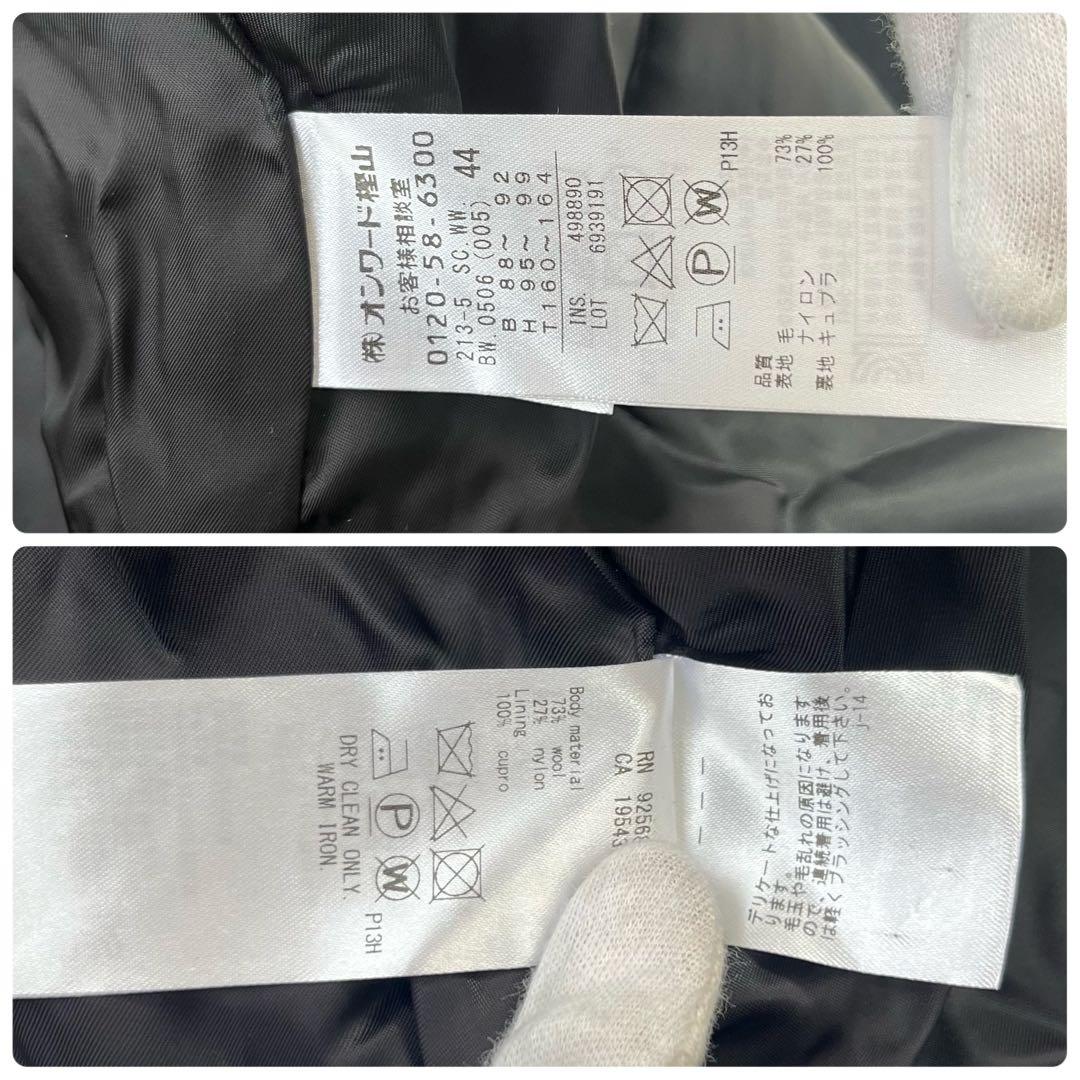 (株)オンワード樫山
お客様相談室
0120-58-6300
213-5 SC.WW. 44
BW.0506 (005)
B 88~ 92
H 95~ 99
T 160~164
INS. 498890
LOT 6939191
P13H
品質
表地 毛 73%
ナイロン 27%
裏地 キュプラ 100%
デリケートな仕上げになってお
ります。
毛玉や毛乱れの原因になります
ので、連続着用は避け、着用後
は軽くブラッシングして下さい。
J-14
RN 9256
CA 19543
Body material
73% wool
27% nylon
Lining
100% cupro
P13H
DRY CLEAN ONLY.
WARM IRON.